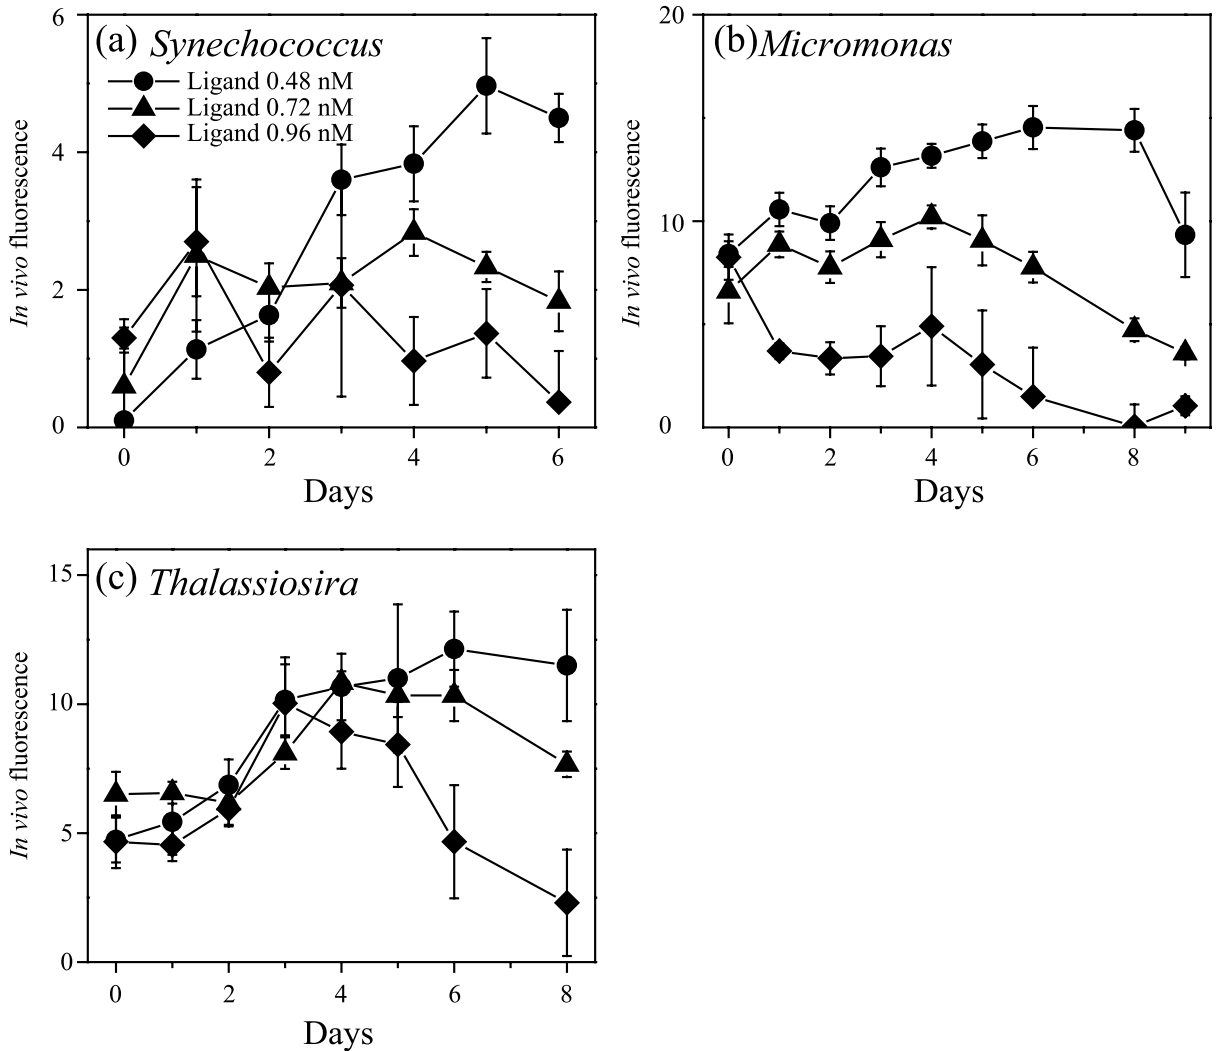 (a) Synechococcus
Ligand 0.48 nM
Ligand 0.72 nM
Ligand 0.96 nM
In vivo fluorescence
6
4
2
0
0 2 4 6
Days
(b) Micromonas
In vivo fluorescence
20
10
0
0 2 4 6 8
Days
(c) Thalassiosira
In vivo fluorescence
15
10
5
0
0 2 4 6 8
Days